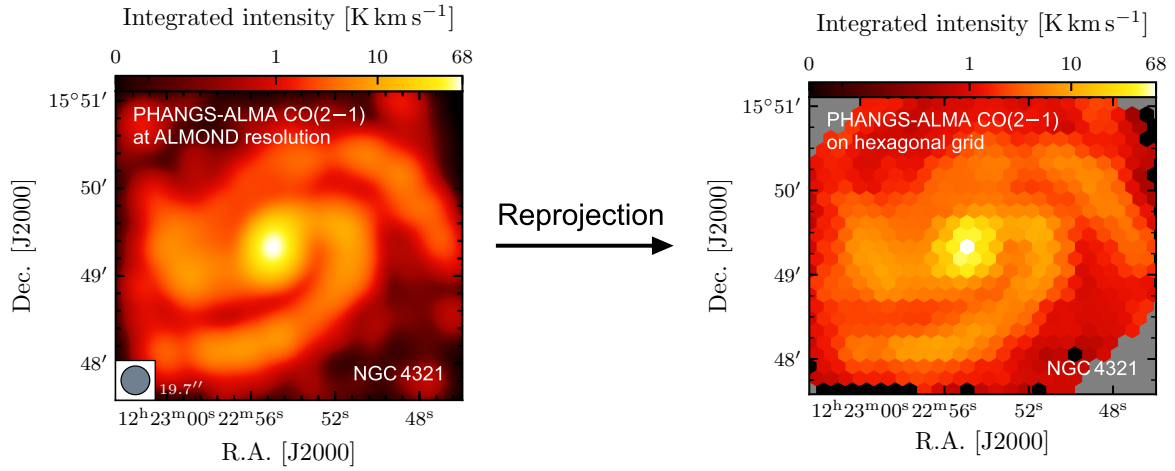 Integrated intensity [K km s⁻¹]
0 1 10 68
PHANGS-ALMA CO(2−1)
at ALMOND resolution
15°51′
50′
49′
48′
Dec. [J2000]
19.7″
NGC 4321
12ʰ23ᵐ00ˢ 22ᵐ56ˢ 52ˢ 48ˢ
R.A. [J2000]
Reprojection
Integrated intensity [K km s⁻¹]
0 1 10 68
PHANGS-ALMA CO(2−1)
on hexagonal grid
15°51′
50′
49′
48′
Dec. [J2000]
NGC 4321
12ʰ23ᵐ00ˢ 22ᵐ56ˢ 52ˢ 48ˢ
R.A. [J2000]